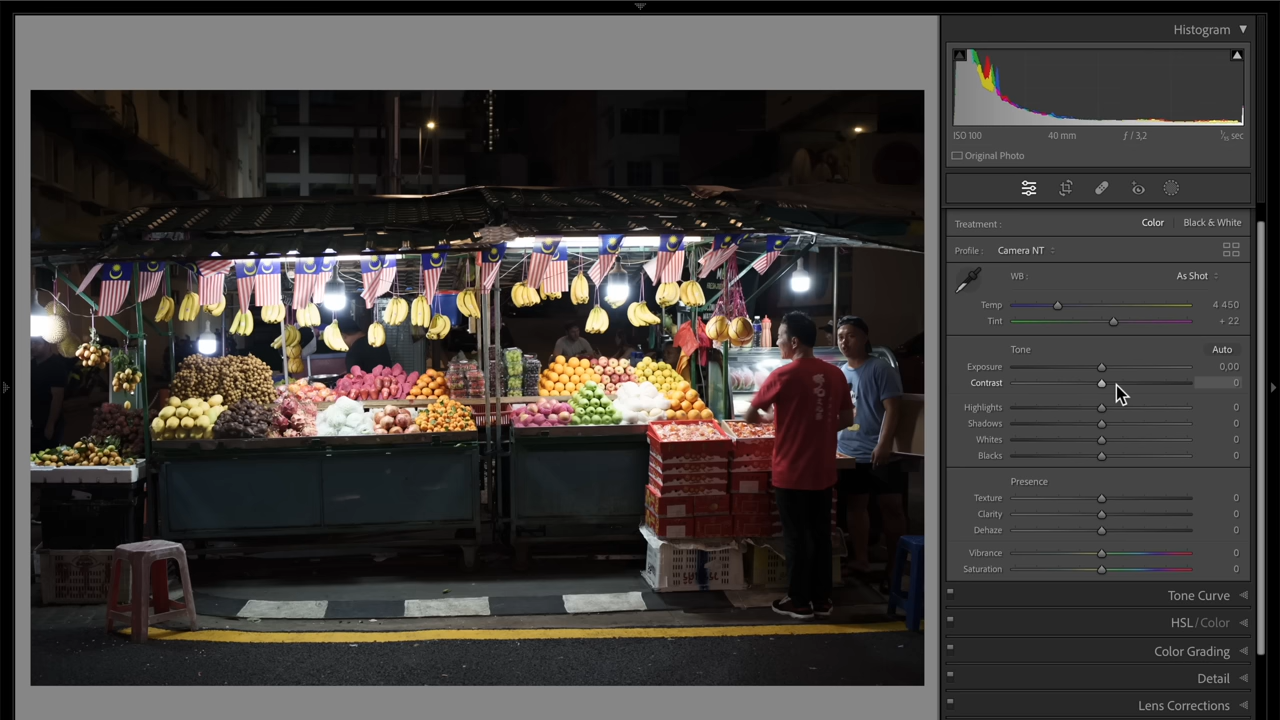 Histogram
ISO 100 40 mm ƒ / 3,2
Original Photo
Treatment : Color Black & White
Profile : Camera NT
WB : As Shot
Temp 4 450
Tint + 22
Tone Auto
Exposure 0,00
Contrast 0
Highlights 0
Shadows 0
Whites 0
Blacks 0
Presence
Texture 0
Clarity 0
Dehaze 0
Vibrance 0
Saturation 0
Tone Curve
HSL / Color
Color Grading
Detail
Lens Corrections